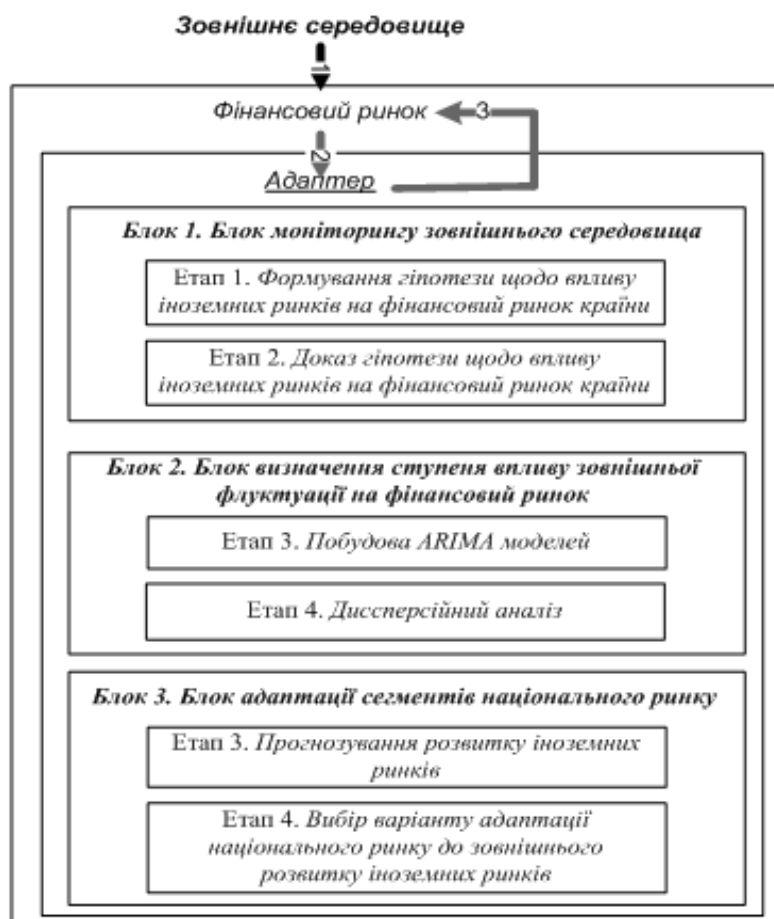 Зовнішнє середовище
1
Фінансовий ринок
3
2
Адаптер
Блок 1. Блок моніторингу зовнішнього середовища
Етап 1. Формування гіпотези щодо впливу
іноземних ринків на фінансовий ринок країни
Етап 2. Доказ гіпотези щодо впливу
іноземних ринків на фінансовий ринок країни
Блок 2. Блок визначення ступеня впливу зовнішньої
флуктуації на фінансовий ринок
Етап 3. Побудова ARIMA моделей
Етап 4. Диссперсійний аналіз
Блок 3. Блок адаптації сегментів національного ринку
Етап 3. Прогнозування розвитку іноземних
ринків
Етап 4. Вибір варіанту адаптації
національного ринку до зовнішнього
розвитку іноземних ринків